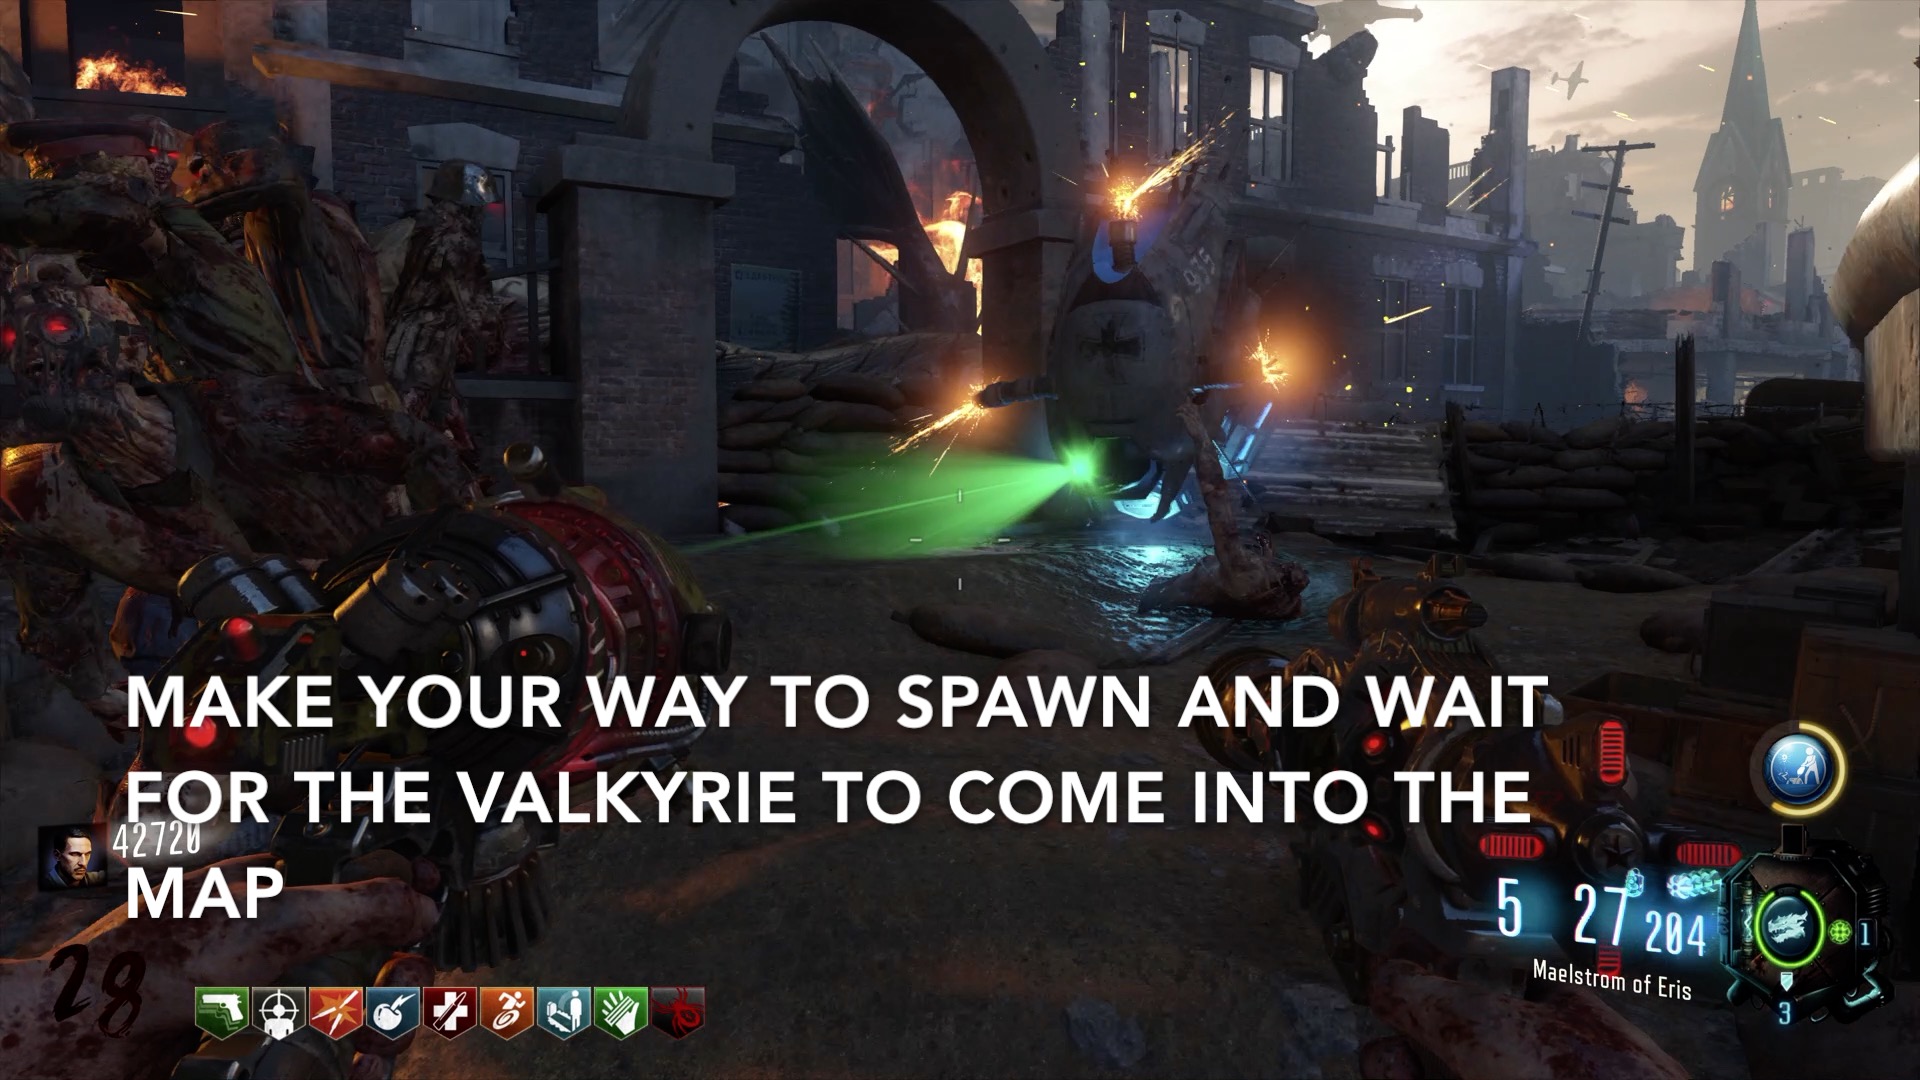 935
MAKE YOUR WAY TO SPAWN AND WAIT
FOR THE VALKYRIE TO COME INTO THE
MAP
42720
28
5 27 204
Maelstrom of Eris
1
3